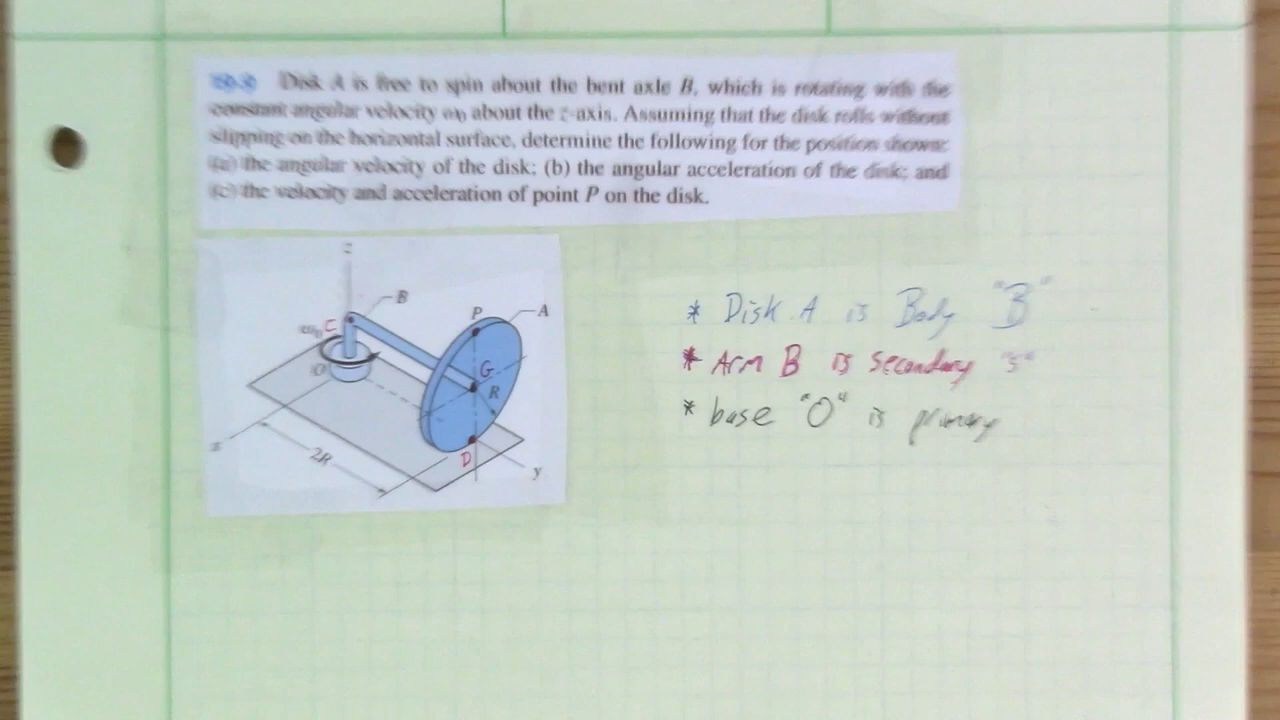 Disk A is free to spin about the bent axle B, which is rotating with the
constant angular velocity ω₀ about the z-axis. Assuming that the disk rolls without
slipping on the horizontal surface, determine the following for the position shown:
(a) the angular velocity of the disk; (b) the angular acceleration of the disk; and
(c) the velocity and acceleration of point P on the disk.
z
B
P
A
ω₀
C
G
O
R
x
2R
D
y
* Disk A is Body "B"
* Arm B is secondary "S"
* base "O" is primary